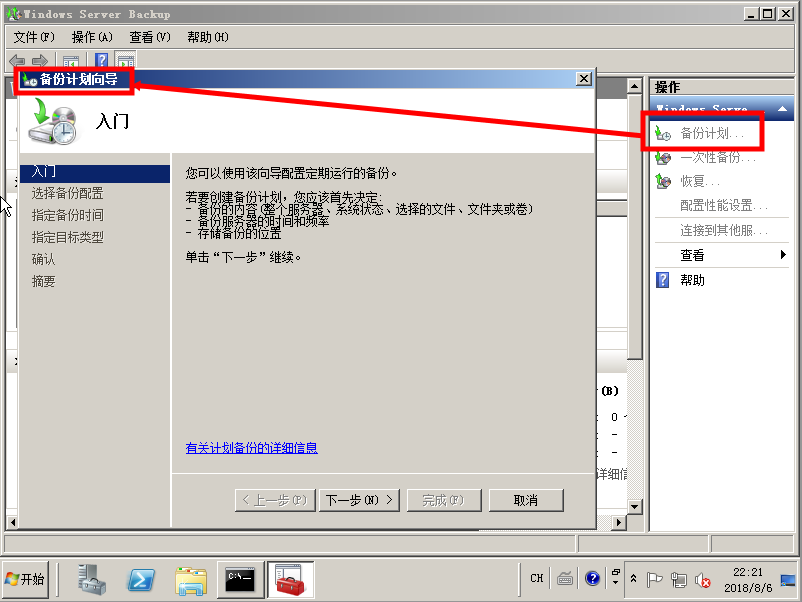 Windows Server Backup
文件(F) 操作(A) 查看(V) 帮助(H)
备份计划向导
入门
入门
选择备份配置
指定备份时间
指定目标类型
确认
摘要
您可以使用该向导配置定期运行的备份。
若要创建备份计划，您应该首先决定:
- 备份的内容(整个服务器、系统状态、选择的文件、文件夹或卷)
- 备份服务器的时间和频率
- 存储备份的位置
单击“下一步”继续。
有关计划备份的详细信息
< 上一步(P) 下一步(N) > 完成(F) 取消
(B)
: 0
: -
: -
详细信
操作
Windows Serve
备份计划...
一次性备份...
恢复...
配置性能设置...
连接到其他服...
查看
帮助
开始
C:\-
CH
22:21
2018/8/6